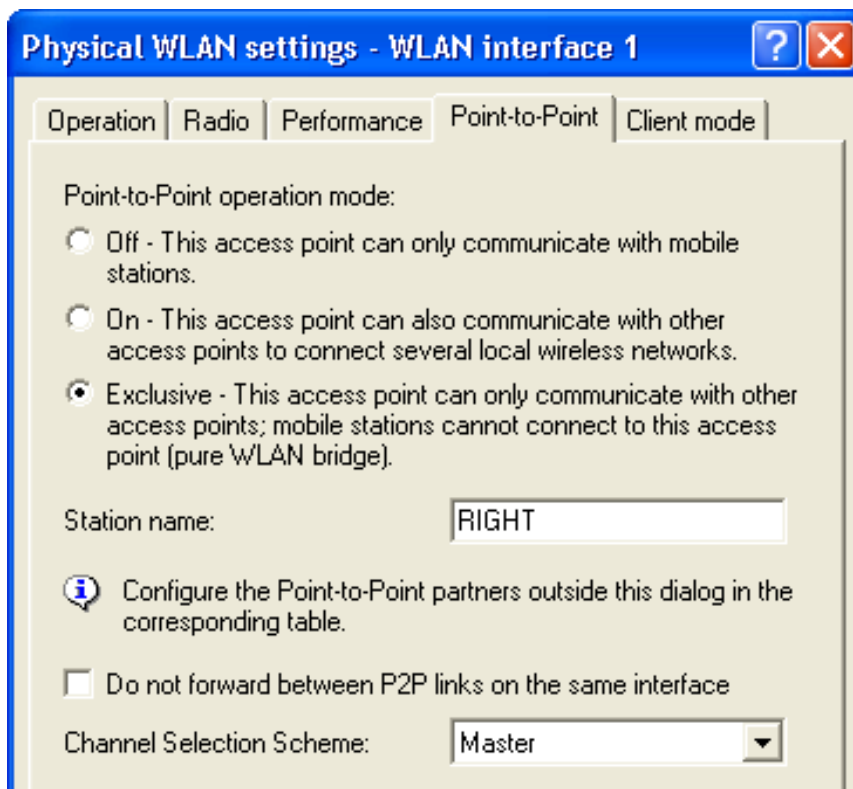 Physical WLAN settings - WLAN interface 1
Operation Radio Performance Point-to-Point Client mode
Point-to-Point operation mode:
Off - This access point can only communicate with mobile
stations.
On - This access point can also communicate with other
access points to connect several local wireless networks.
Exclusive - This access point can only communicate with other
access points; mobile stations cannot connect to this access
point (pure WLAN bridge).
Station name: RIGHT
Configure the Point-to-Point partners outside this dialog in the
corresponding table.
Do not forward between P2P links on the same interface
Channel Selection Scheme: Master